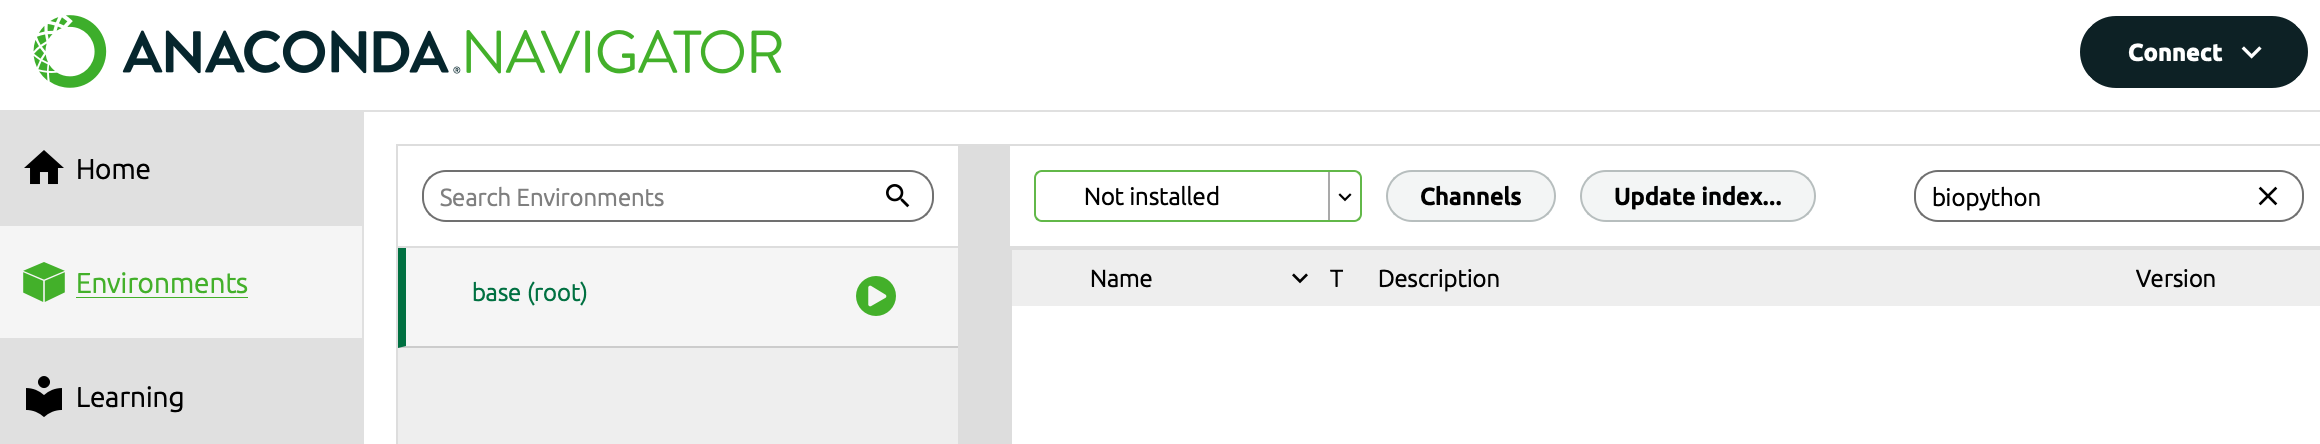 ANACONDA.NAVIGATOR
Connect
Home
Environments
Learning
Search Environments
base (root)
Not installed
Channels
Update index...
biopython
Name T Description Version